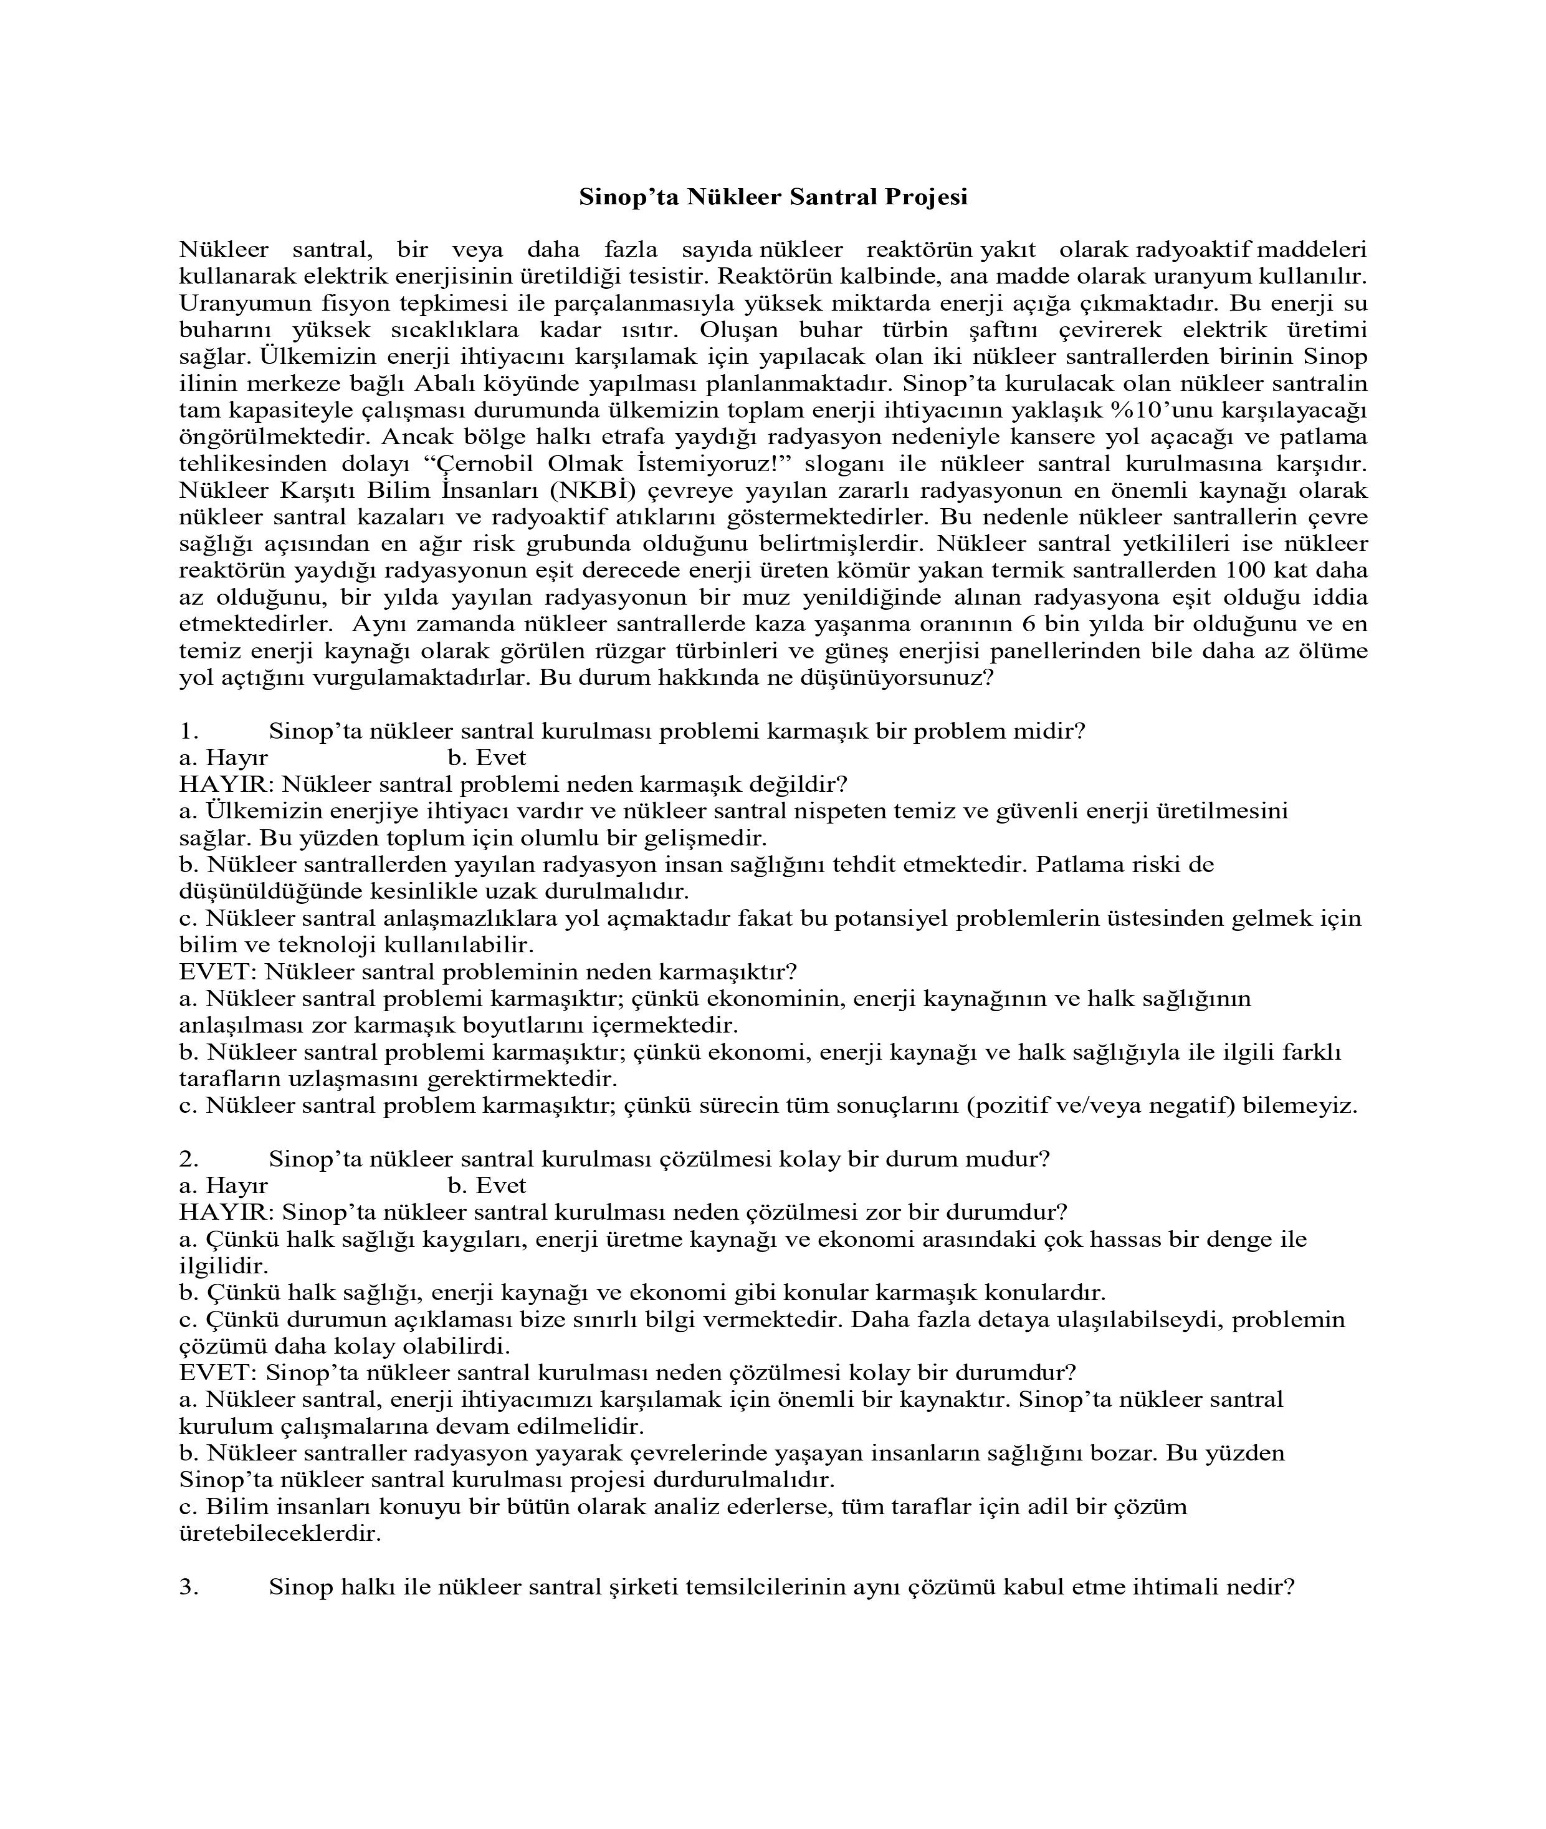 Sinop’ta Nükleer Santral Projesi
Nükleer santral, bir veya daha fazla sayıda nükleer reaktörün yakıt olarak radyoaktif maddeleri
kullanarak elektrik enerjisinin üretildiği tesistir. Reaktörün kalbinde, ana madde olarak uranyum kullanılır.
Uranyumun fisyon tepkimesi ile parçalanmasıyla yüksek miktarda enerji açığa çıkmaktadır. Bu enerji su
buharını yüksek sıcaklıklara kadar ısıtır. Oluşan buhar türbin şaftını çevirerek elektrik üretimi
sağlar. Ülkemizin enerji ihtiyacını karşılamak için yapılacak olan iki nükleer santrallerden birinin Sinop
ilinin merkeze bağlı Abalı köyünde yapılması planlanmaktadır. Sinop’ta kurulacak olan nükleer santralin
tam kapasiteyle çalışması durumunda ülkemizin toplam enerji ihtiyacının yaklaşık %10’unu karşılayacağı
öngörülmektedir. Ancak bölge halkı etrafa yaydığı radyasyon nedeniyle kansere yol açacağı ve patlama
tehlikesinden dolayı “Çernobil Olmak İstemiyoruz!” sloganı ile nükleer santral kurulmasına karşıdır.
Nükleer Karşıtı Bilim İnsanları (NKBİ) çevreye yayılan zararlı radyasyonun en önemli kaynağı olarak
nükleer santral kazaları ve radyoaktif atıklarını göstermektedirler. Bu nedenle nükleer santrallerin çevre
sağlığı açısından en ağır risk grubunda olduğunu belirtmişlerdir. Nükleer santral yetkilileri ise nükleer
reaktörün yaydığı radyasyonun eşit derecede enerji üreten kömür yakan termik santrallerden 100 kat daha
az olduğunu, bir yılda yayılan radyasyonun bir muz yenildiğinde alınan radyasyona eşit olduğu iddia
etmektedirler. Aynı zamanda nükleer santrallerde kaza yaşanma oranının 6 bin yılda bir olduğunu ve en
temiz enerji kaynağı olarak görülen rüzgar türbinleri ve güneş enerjisi panellerinden bile daha az ölüme
yol açtığını vurgulamaktadırlar. Bu durum hakkında ne düşünüyorsunuz?
1. Sinop’ta nükleer santral kurulması problemi karmaşık bir problem midir?
a. Hayır b. Evet
HAYIR: Nükleer santral problemi neden karmaşık değildir?
a. Ülkemizin enerjiye ihtiyacı vardır ve nükleer santral nispeten temiz ve güvenli enerji üretilmesini
sağlar. Bu yüzden toplum için olumlu bir gelişmedir.
b. Nükleer santrallerden yayılan radyasyon insan sağlığını tehdit etmektedir. Patlama riski de
düşünüldüğünde kesinlikle uzak durulmalıdır.
c. Nükleer santral anlaşmazlıklara yol açmaktadır fakat bu potansiyel problemlerin üstesinden gelmek için
bilim ve teknoloji kullanılabilir.
EVET: Nükleer santral probleminin neden karmaşıktır?
a. Nükleer santral problemi karmaşıktır; çünkü ekonominin, enerji kaynağının ve halk sağlığının
anlaşılması zor karmaşık boyutlarını içermektedir.
b. Nükleer santral problemi karmaşıktır; çünkü ekonomi, enerji kaynağı ve halk sağlığıyla ile ilgili farklı
tarafların uzlaşmasını gerektirmektedir.
c. Nükleer santral problem karmaşıktır; çünkü sürecin tüm sonuçlarını (pozitif ve/veya negatif) bilemeyiz.
2. Sinop’ta nükleer santral kurulması çözülmesi kolay bir durum mudur?
a. Hayır b. Evet
HAYIR: Sinop’ta nükleer santral kurulması neden çözülmesi zor bir durumdur?
a. Çünkü halk sağlığı kaygıları, enerji üretme kaynağı ve ekonomi arasındaki çok hassas bir denge ile
ilgilidir.
b. Çünkü halk sağlığı, enerji kaynağı ve ekonomi gibi konular karmaşık konulardır.
c. Çünkü durumun açıklaması bize sınırlı bilgi vermektedir. Daha fazla detaya ulaşılabilseydi, problemin
çözümü daha kolay olabilirdi.
EVET: Sinop’ta nükleer santral kurulması neden çözülmesi kolay bir durumdur?
a. Nükleer santral, enerji ihtiyacımızı karşılamak için önemli bir kaynaktır. Sinop’ta nükleer santral
kurulum çalışmalarına devam edilmelidir.
b. Nükleer santraller radyasyon yayarak çevrelerinde yaşayan insanların sağlığını bozar. Bu yüzden
Sinop’ta nükleer santral kurulması projesi durdurulmalıdır.
c. Bilim insanları konuyu bir bütün olarak analiz ederlerse, tüm taraflar için adil bir çözüm
üretebileceklerdir.
3. Sinop halkı ile nükleer santral şirketi temsilcilerinin aynı çözümü kabul etme ihtimali nedir?